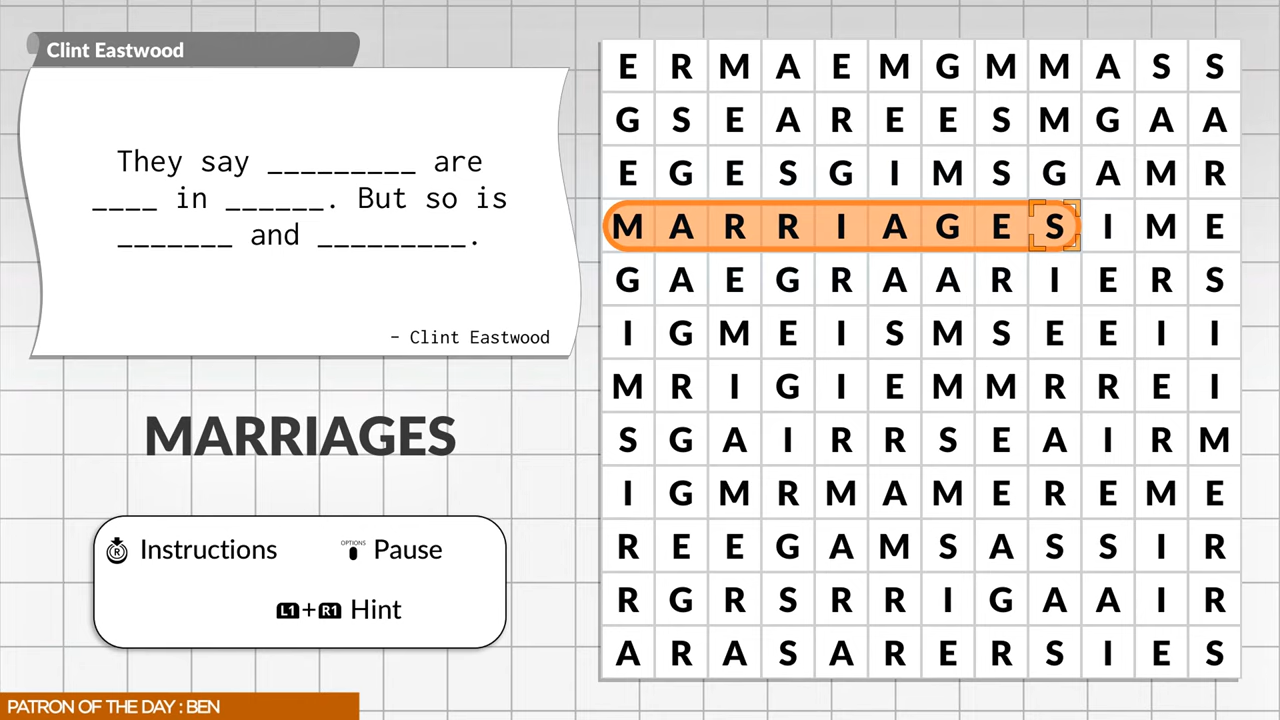 Clint Eastwood
They say _________ are
____ in ______. But so is
_______ and _________.
– Clint Eastwood
MARRIAGES
Instructions
OPTIONS Pause
L1+R1 Hint
PATRON OF THE DAY : BEN
E R M A E M G M M A S S
G S E A R E E S M G A A
E G E S G I M S G A M R
M A R R I A G E S I M E
G A E G R A A R I E R S
I G M E I S M S E E I I
M R I G I E M M R R E I
S G A I R R S E A I R M
I G M R M A M E R E M E
R E E G A M S A S S I R
R G R S R R I G A A I R
A R A S A R E R S I E S